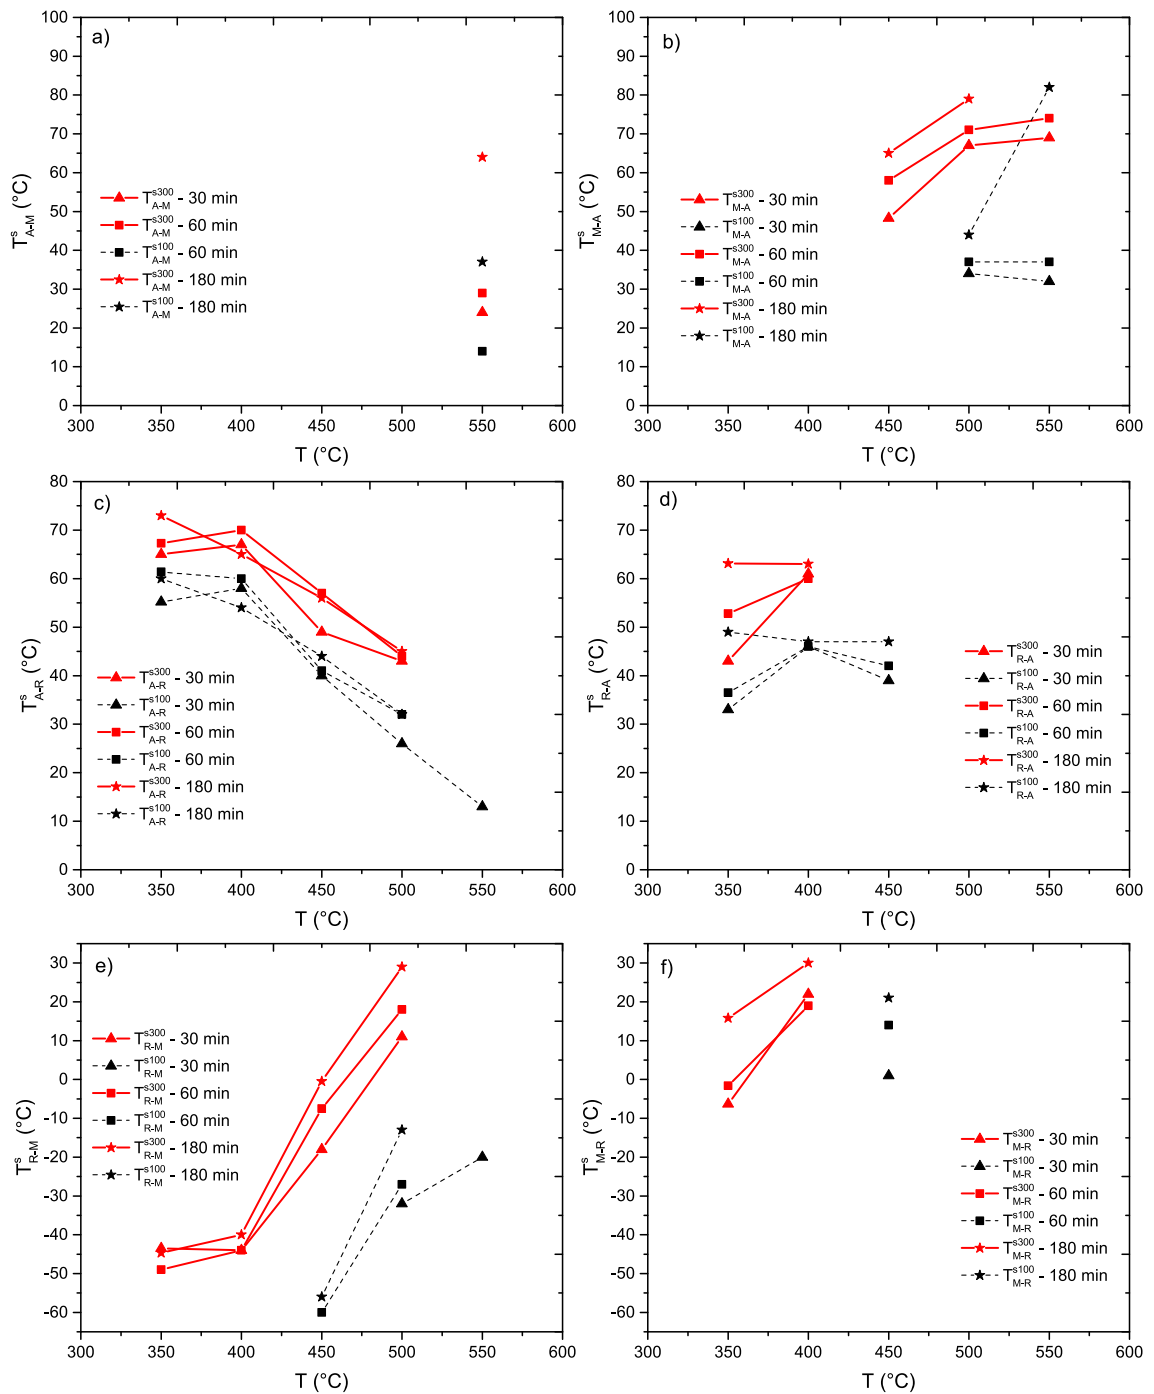 a)
100
90
80
70
60
50
40
30
20
10
0
T^s_A-M (°C)
T^s300_A-M - 30 min
T^s300_A-M - 60 min
T^s100_A-M - 60 min
T^s300_A-M - 180 min
T^s100_A-M - 180 min
300 350 400 450 500 550 600
T (°C)
b)
100
90
80
70
60
50
40
30
20
10
0
T^s_M-A (°C)
T^s300_M-A - 30 min
T^s100_M-A - 30 min
T^s300_M-A - 60 min
T^s100_M-A - 60 min
T^s300_M-A - 180 min
T^s100_M-A - 180 min
300 350 400 450 500 550 600
T (°C)
c)
80
70
60
50
40
30
20
10
0
T^s_A-R (°C)
T^s300_A-R - 30 min
T^s100_A-R - 30 min
T^s300_A-R - 60 min
T^s100_A-R - 60 min
T^s300_A-R - 180 min
T^s100_A-R - 180 min
300 350 400 450 500 550 600
T (°C)
d)
80
70
60
50
40
30
20
10
0
T^s_R-A (°C)
T^s300_R-A - 30 min
T^s100_R-A - 30 min
T^s300_R-A - 60 min
T^s100_R-A - 60 min
T^s300_R-A - 180 min
T^s100_R-A - 180 min
300 350 400 450 500 550 600
T (°C)
e)
30
20
10
0
-10
-20
-30
-40
-50
-60
T^s_R-M (°C)
T^s300_R-M - 30 min
T^s100_R-M - 30 min
T^s300_R-M - 60 min
T^s100_R-M - 60 min
T^s300_R-M - 180 min
T^s100_R-M - 180 min
300 350 400 450 500 550 600
T (°C)
f)
30
20
10
0
-10
-20
-30
-40
-50
-60
T^s_M-R (°C)
T^s300_M-R - 30 min
T^s100_M-R - 30 min
T^s300_M-R - 60 min
T^s100_M-R - 60 min
T^s300_M-R - 180 min
T^s100_M-R - 180 min
300 350 400 450 500 550 600
T (°C)